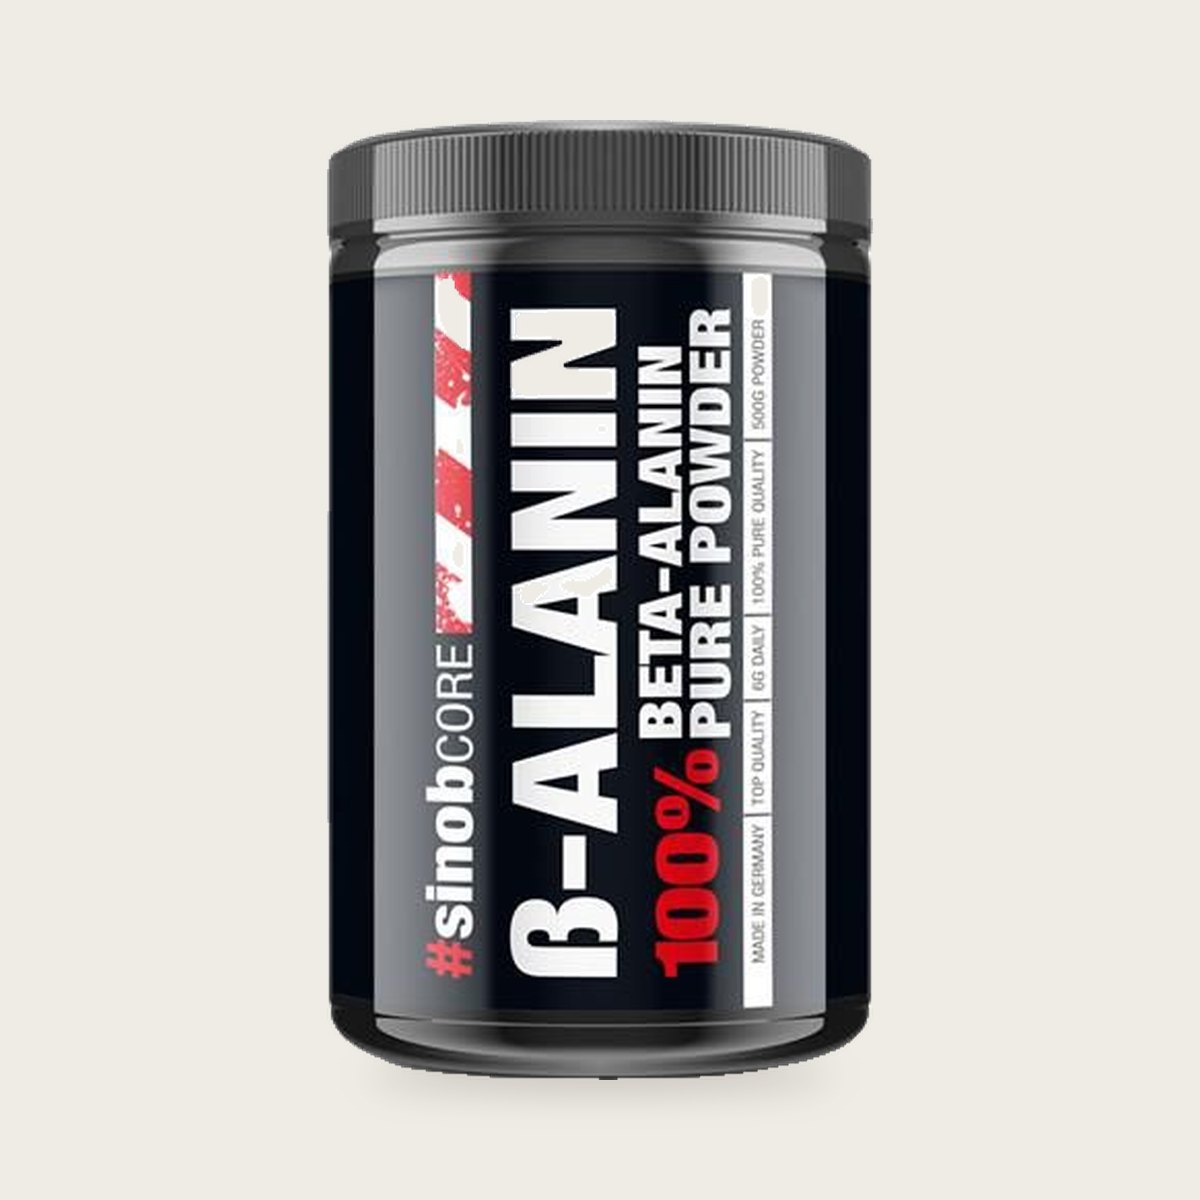 #sinobCORE
β-ALANIN
100% BETA-ALANIN
PURE POWDER
MADE IN GERMANY | TOP QUALITY | 6G DAILY | 100% PURE QUALITY | 500G POWDER